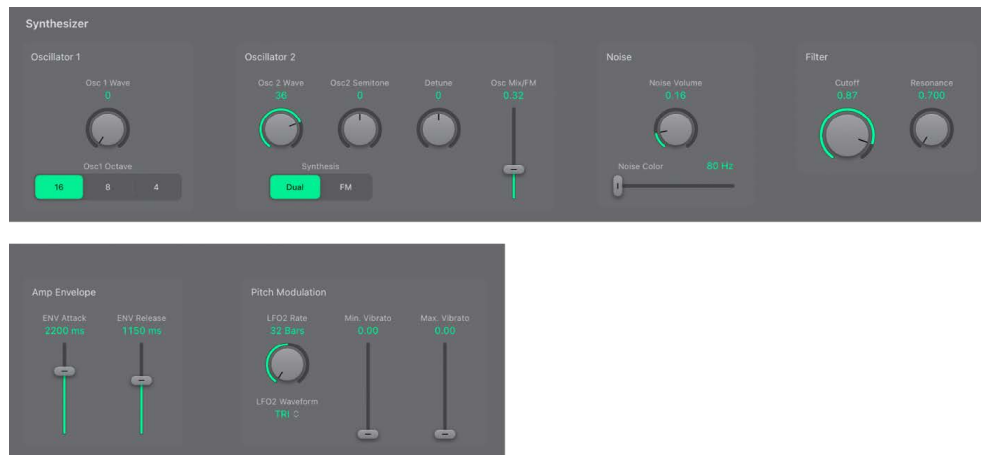 Synthesizer
Oscillator 1
Osc 1 Wave
0
Osc1 Octave
16 8 4
Oscillator 2
Osc 2 Wave Osc2 Semitone Detune Osc Mix/FM
36 0 0 0.32
Synthesis
Dual FM
Noise
Noise Volume
0.16
Noise Color 80 Hz
Filter
Cutoff Resonance
0.87 0.700
Amp Envelope
ENV Attack ENV Release
2200 ms 1150 ms
Pitch Modulation
LFO2 Rate Min. Vibrato Max. Vibrato
32 Bars 0.00 0.00
LFO2 Waveform
TRI